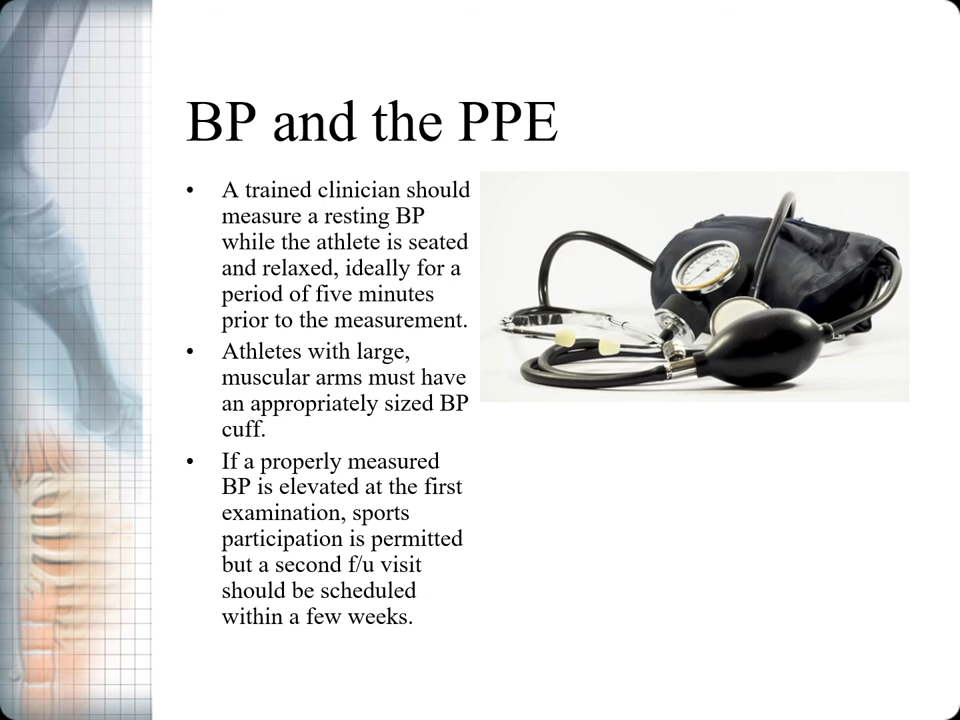 BP and the PPE
• A trained clinician should
measure a resting BP
while the athlete is seated
and relaxed, ideally for a
period of five minutes
prior to the measurement.
• Athletes with large,
muscular arms must have
an appropriately sized BP
cuff.
• If a properly measured
BP is elevated at the first
examination, sports
participation is permitted
but a second f/u visit
should be scheduled
within a few weeks.